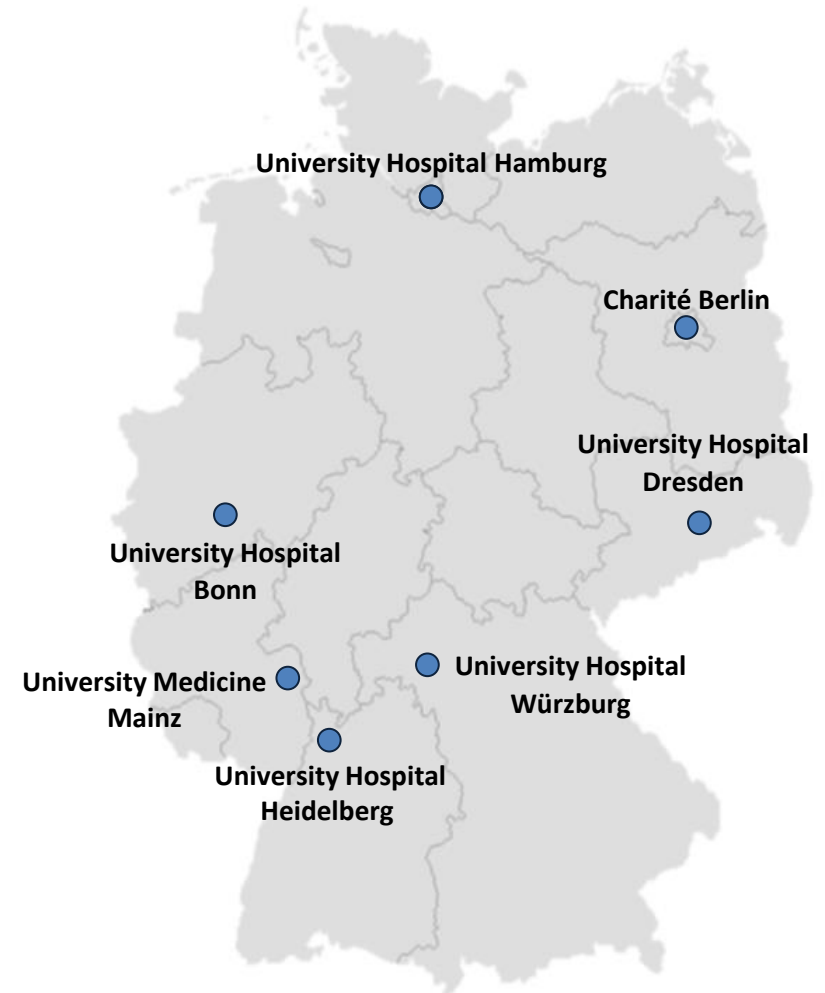 University Hospital Hamburg
Charité Berlin
University Hospital
Dresden
University Hospital
Bonn
University Hospital
Würzburg
University Medicine
Mainz
University Hospital
Heidelberg